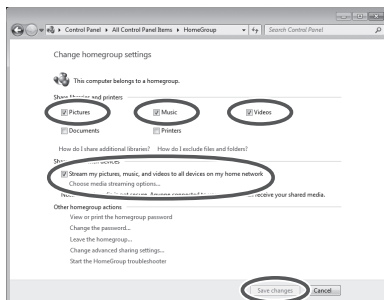 Control Panel ▸ All Control Panel Items ▸ HomeGroup
Search Control Panel
Change homegroup settings
This computer belongs to a homegroup.
Share libraries and printers
Pictures Music Videos
Documents Printers
How do I share additional libraries? How do I exclude files and folders?
Stream my pictures, music, and videos to all devices on my home network
Choose media streaming options...
receive your shared media.
Other homegroup actions
View or print the homegroup password
Change the password...
Leave the homegroup...
Change advanced sharing settings...
Start the HomeGroup troubleshooter
Save changes Cancel